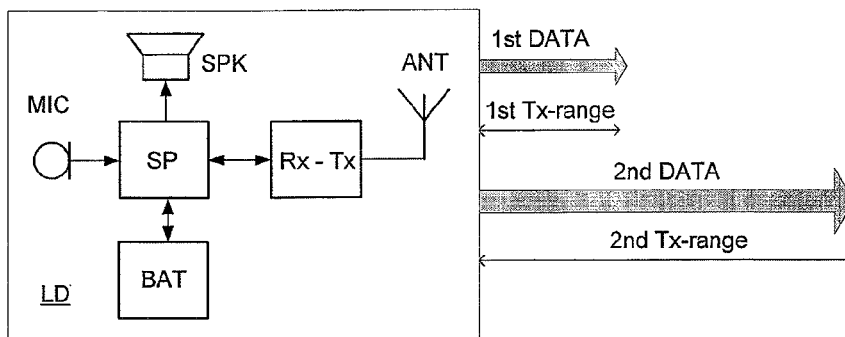 1st DATA
SPK
ANT
MIC
1st Tx-range
SP
Rx - Tx
2nd DATA
2nd Tx-range
BAT
LD